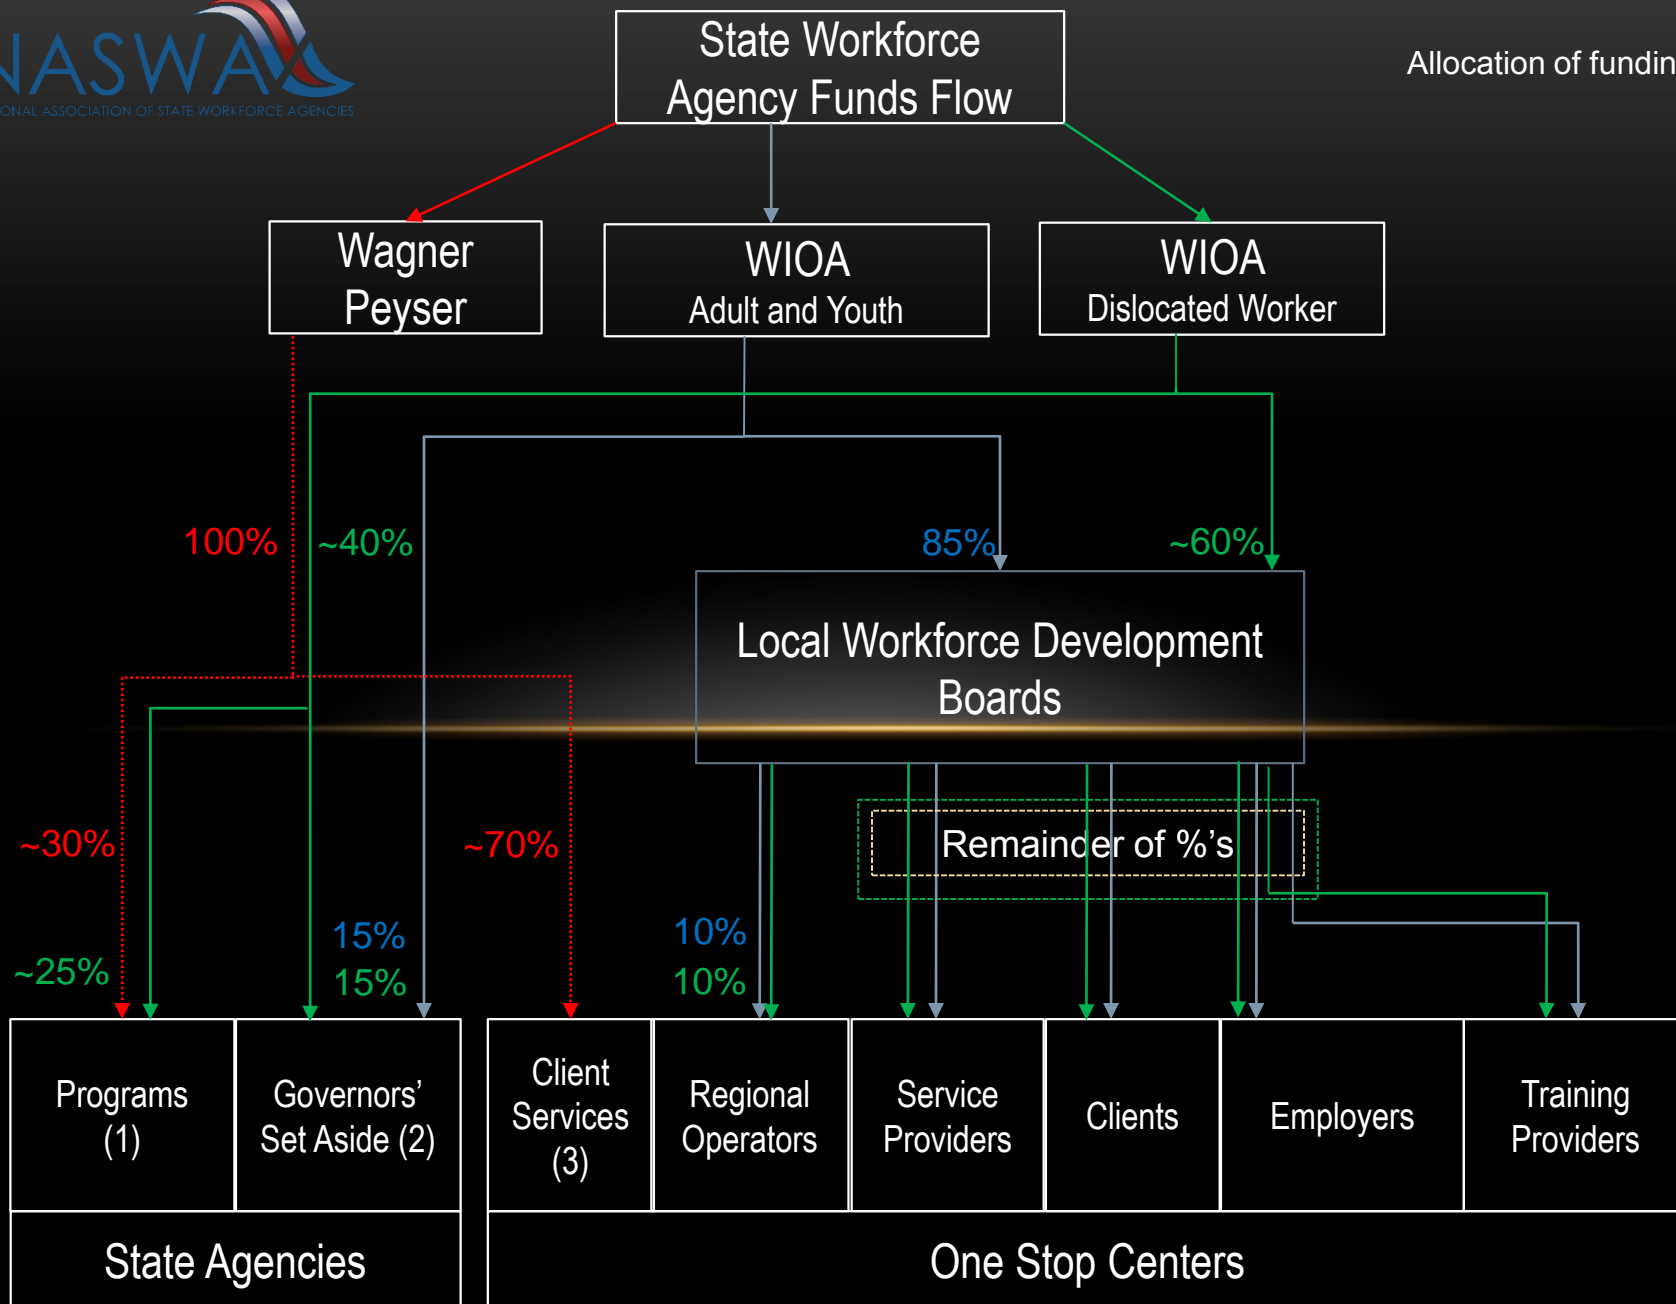 NASWA
ONAL ASSOCIATION OF STATE WORKFORCE AGENCIES
State Workforce
Agency Funds Flow
Allocation of fundin
Wagner
Peyser
WIOA
Adult and Youth
WIOA
Dislocated Worker
100%
~40%
85%
~60%
Local Workforce Development
Boards
~30%
~70%
Remainder of %'s
~25%
15%
15%
10%
10%
Programs
(1)
Governors’
Set Aside (2)
Client
Services
(3)
Regional
Operators
Service
Providers
Clients
Employers
Training
Providers
State Agencies
One Stop Centers